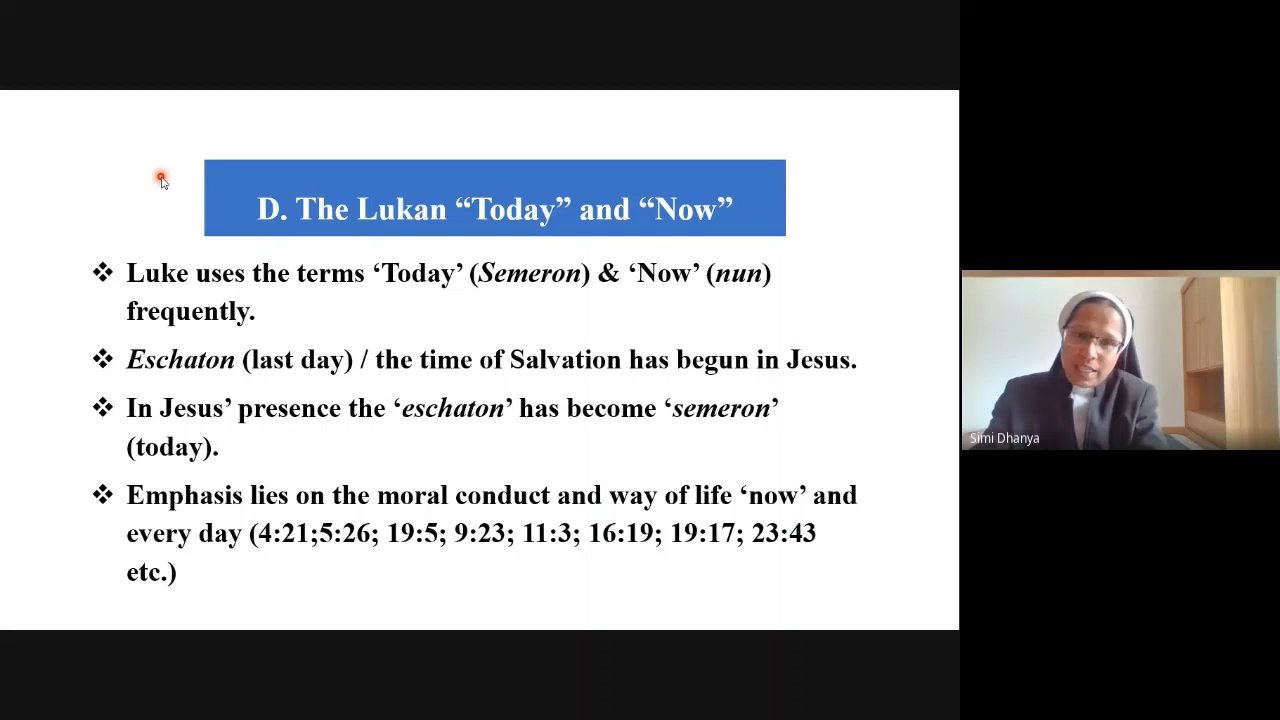 D. The Lukan “Today” and “Now”
❖ Luke uses the terms ‘Today’ (Semeron) & ‘Now’ (nun)
frequently.
❖ Eschaton (last day) / the time of Salvation has begun in Jesus.
❖ In Jesus’ presence the ‘eschaton’ has become ‘semeron’
(today).
❖ Emphasis lies on the moral conduct and way of life ‘now’ and
every day (4:21;5:26; 19:5; 9:23; 11:3; 16:19; 19:17; 23:43
etc.)
Simi Dhanya